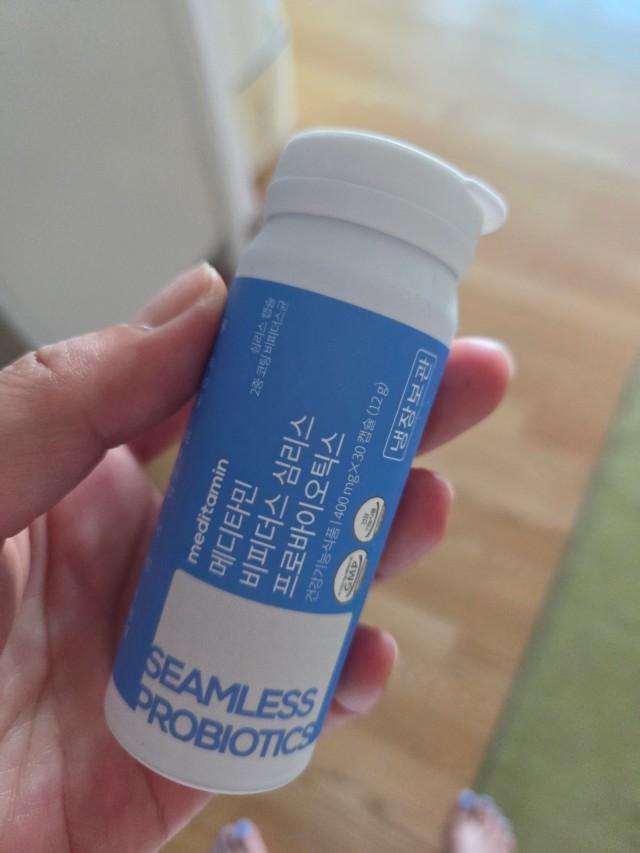 심리스 캡슐
2중 코팅 비피더스균
meditamin
메디타민
비피더스 심리스
프로바이오틱스
건강기능식품 | 400 mg×30 캡슐 (12 g)
냉장보관
GMP
SEAMLESS
PROBIOTICS